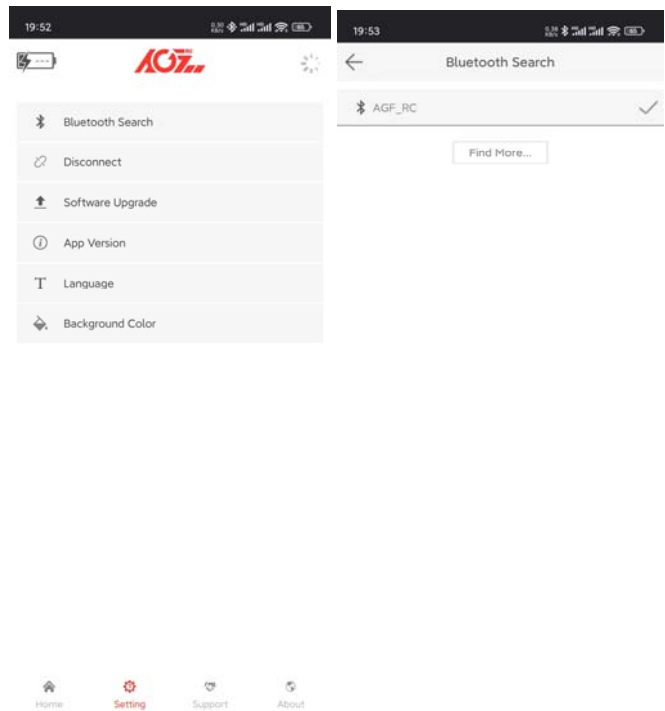 19:52
Bluetooth Search
Disconnect
Software Upgrade
App Version
Language
Background Color
Home
Setting
Support
About
19:53
Bluetooth Search
AGF_RC
Find More...